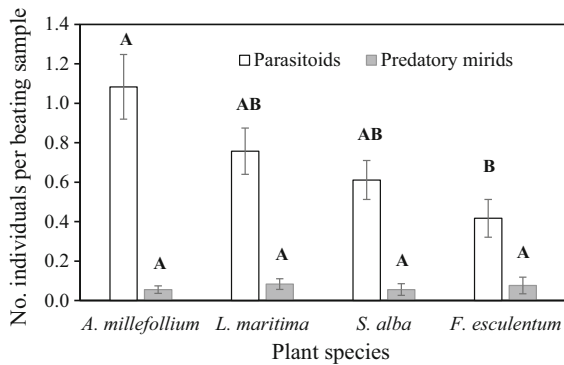 No. individuals per beating sample
1.4
1.2
1.0
0.8
0.6
0.4
0.2
0.0
Parasitoids
Predatory mirids
A
A
AB
A
AB
A
B
A
A. millefollium
L. maritima
S. alba
F. esculentum
Plant species